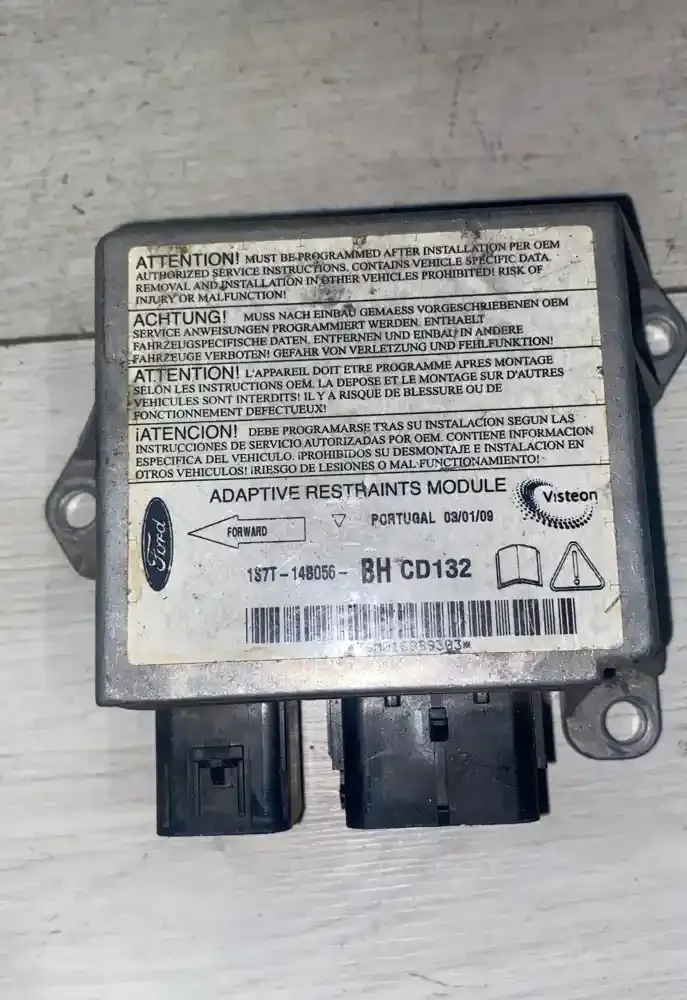 ATTENTION! MUST BE PROGRAMMED AFTER INSTALLATION PER OEM
AUTHORIZED SERVICE INSTRUCTIONS. CONTAINS VEHICLE SPECIFIC DATA.
REMOVAL AND INSTALLATION IN OTHER VEHICLES PROHIBITED! RISK OF
INJURY OR MALFUNCTION!
ACHTUNG! MUSS NACH EINBAU GEMAESS VORGESCHRIEBENEN OEM
SERVICE ANWEISUNGEN PROGRAMMIERT WERDEN. ENTHAELT
FAHRZEUGSPEZIFISCHE DATEN. ENTFERNEN UND EINBAU IN ANDERE
FAHRZEUGE VERBOTEN! GEFAHR VON VERLETZUNG UND FEHLFUNKTION!
ATTENTION! L'APPAREIL DOIT ETRE PROGRAMME APRES MONTAGE
SELON LES INSTRUCTIONS OEM. LA DEPOSE ET LE MONTAGE SUR D'AUTRES
VEHICULES SONT INTERDITS! IL Y A RISQUE DE BLESSURE OU DE
FONCTIONNEMENT DEFECTUEUX!
¡ATENCION! DEBE PROGRAMARSE TRAS SU INSTALACION SEGUN LAS
INSTRUCCIONES DE SERVICIO AUTORIZADAS POR OEM. CONTIENE INFORMACION
ESPECIFICA DEL VEHICULO. ¡PROHIBIDOS SU DESMONTAJE E INSTALACION EN
OTROS VEHICULOS! ¡RIESGO DE LESIONES O MAL FUNCIONAMIENTO!
ADAPTIVE RESTRAINTS MODULE
Visteon
Ford
FORWARD
PORTUGAL 03/01/09
1S7T-14B056- BH CD132